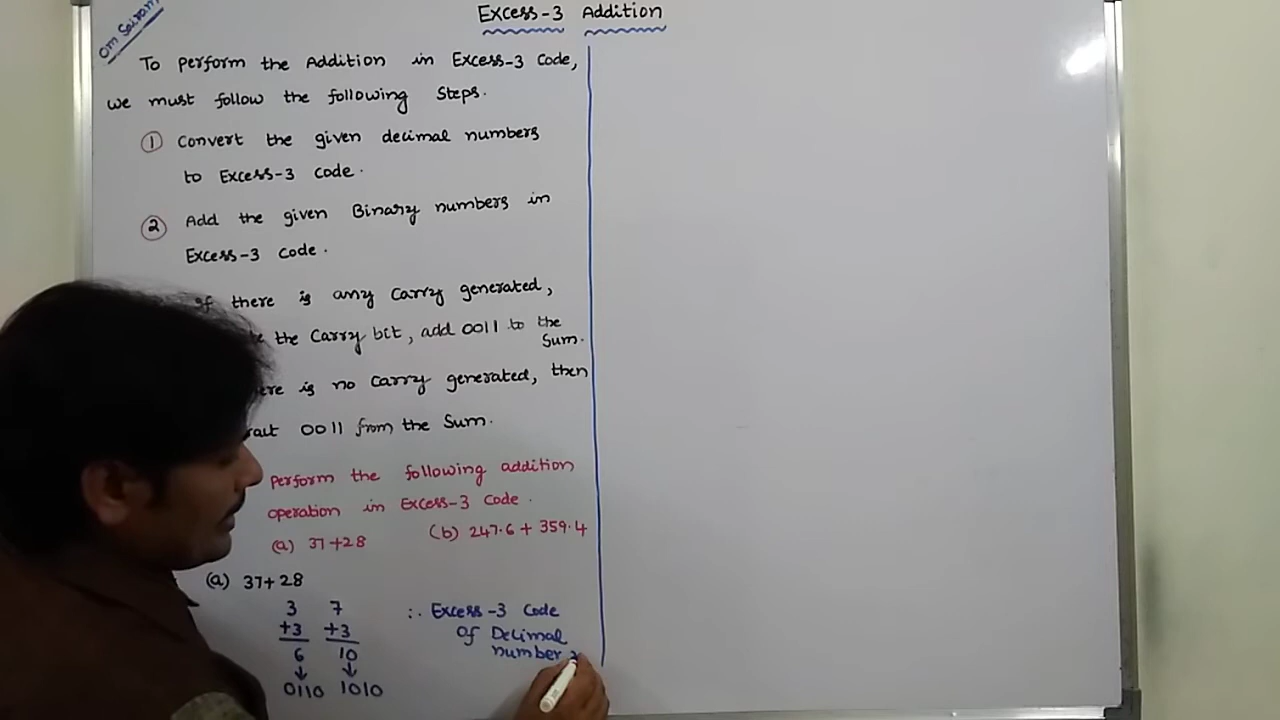 Om Sairam
Excess-3 Addition
To perform the Addition in Excess-3 Code,
we must follow the following Steps.
1 Convert the given decimal numbers
to Excess-3 code.
2 Add the given Binary numbers in
Excess-3 Code.
If there is any Carry generated,
the Carry bit, add 0011 to the
Sum.
is no Carry generated, then
0011 from the Sum.
perform the following addition
operation in Excess-3 Code.
(a) 37+28 (b) 247.6 + 359.4
(a) 37+28
3 7
+3 +3
6 10
↓ ↓
0110 1010
∴ Excess-3 Code
Of Decimal
number